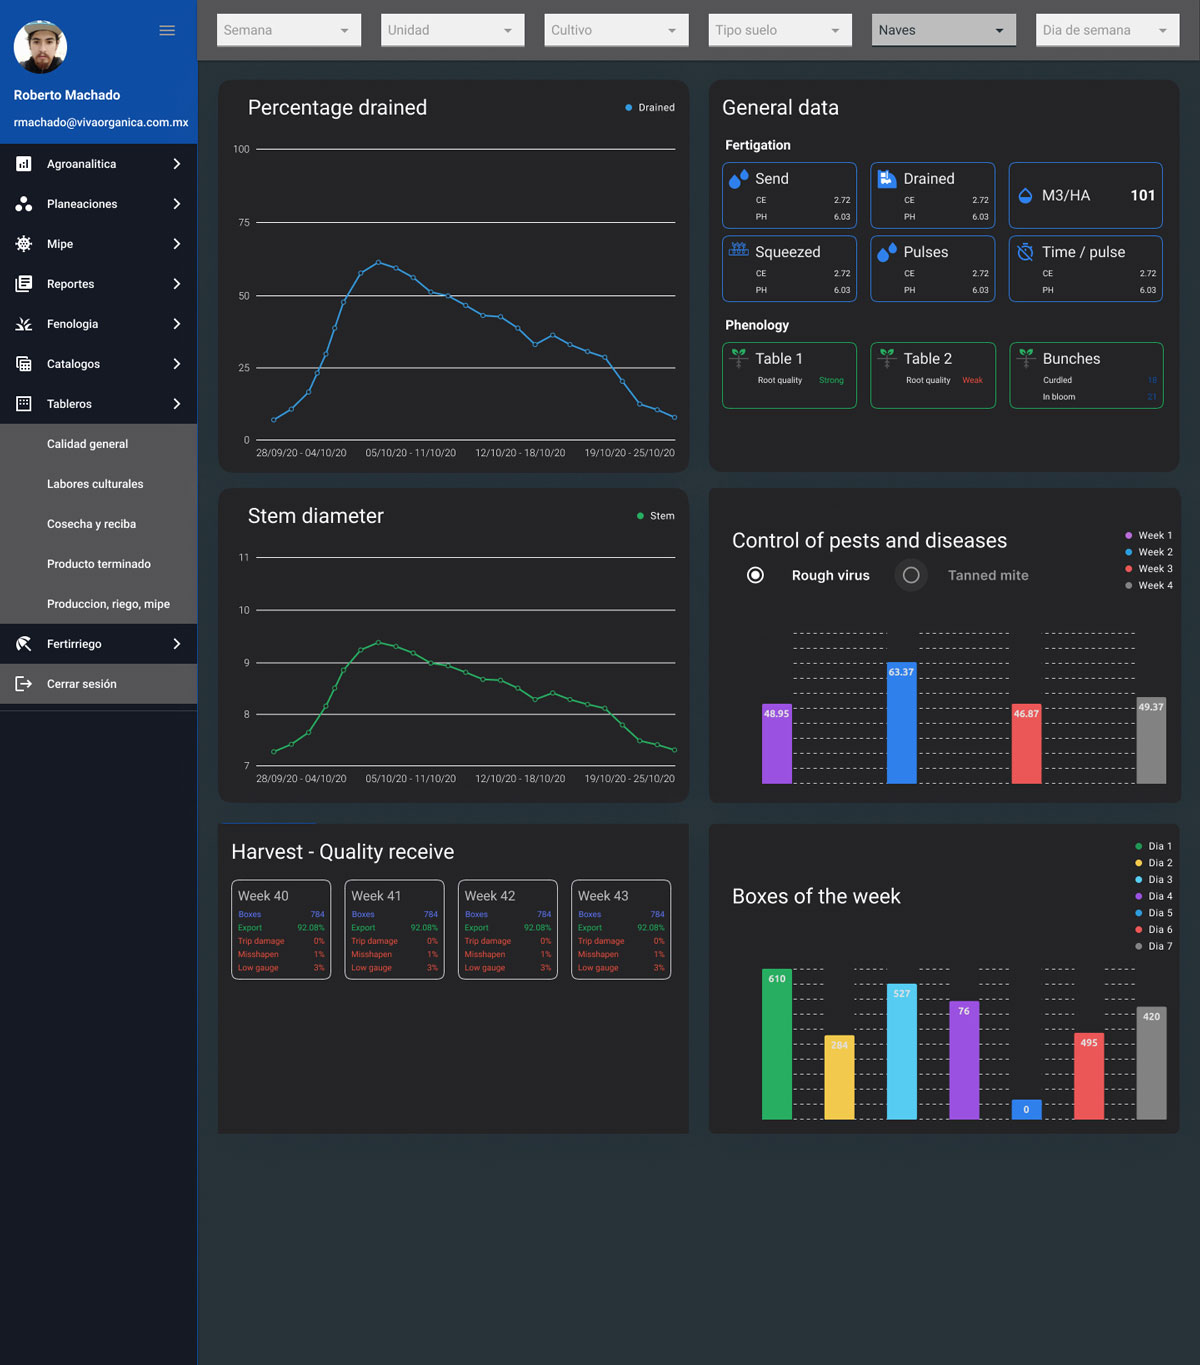 Roberto Machado
rmachado@vivaorganica.com.mx
Agroanalitica
Planeaciones
Mipe
Reportes
Fenologia
Catalogos
Tableros
Calidad general
Labores culturales
Cosecha y reciba
Producto terminado
Produccion, riego, mipe
Fertirriego
Cerrar sesión
Semana
Unidad
Cultivo
Tipo suelo
Naves
Dia de semana
Percentage drained
Drained
100
75
50
25
0
28/09/20 - 04/10/20 05/10/20 - 11/10/20 12/10/20 - 18/10/20 19/10/20 - 25/10/20
General data
Fertigation
Send
CE 2.72
PH 6.03
Drained
CE 2.72
PH 6.03
M3/HA 101
Squeezed
CE 2.72
PH 6.03
Pulses
CE 2.72
PH 6.03
Time / pulse
CE 2.72
PH 6.03
Phenology
Table 1
Root quality Strong
Table 2
Root quality Weak
Bunches
Curdled 18
In bloom 21
Stem diameter
Stem
11
10
9
8
7
28/09/20 - 04/10/20 05/10/20 - 11/10/20 12/10/20 - 18/10/20 19/10/20 - 25/10/20
Control of pests and diseases
Rough virus
Tanned mite
Week 1
Week 2
Week 3
Week 4
48.95
63.37
46.87
49.37
Harvest - Quality receive
Week 40
Boxes 784
Export 92.08%
Trip damage 0%
Misshapen 1%
Low gauge 3%
Week 41
Boxes 784
Export 92.08%
Trip damage 0%
Misshapen 1%
Low gauge 3%
Week 42
Boxes 784
Export 92.08%
Trip damage 0%
Misshapen 1%
Low gauge 3%
Week 43
Boxes 784
Export 92.08%
Trip damage 0%
Misshapen 1%
Low gauge 3%
Boxes of the week
Dia 1
Dia 2
Dia 3
Dia 4
Dia 5
Dia 6
Dia 7
610
284
527
76
0
495
420